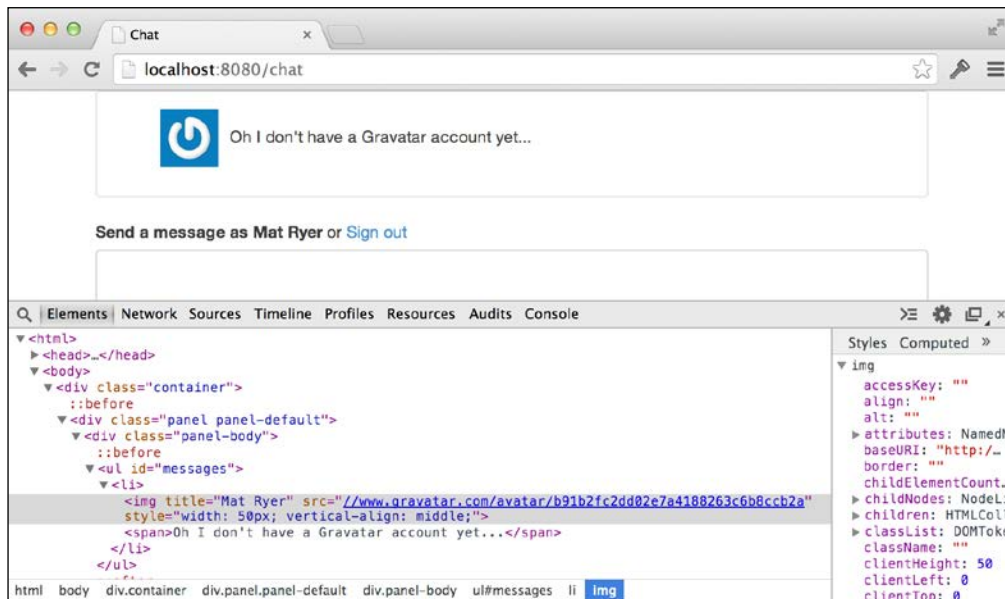 Chat
localhost:8080/chat
Oh I don't have a Gravatar account yet...
Send a message as Mat Ryer or Sign out
Elements Network Sources Timeline Profiles Resources Audits Console
<html>
<head>…</head>
<body>
<div class="container">
::before
<div class="panel panel-default">
<div class="panel-body">
::before
<ul id="messages">
<li>
<img title="Mat Ryer" src="//www.gravatar.com/avatar/b91b2fc2dd02e7a4188263c6b8ccb2a"
style="width: 50px; vertical-align: middle;">
<span>Oh I don't have a Gravatar account yet...</span>
</li>
</ul>
html body div.container div.panel.panel-default div.panel-body ul#messages li img
Styles Computed »
img
accessKey: ""
align: ""
alt: ""
attributes: NamedN
baseURI: "http:/…
border: ""
childElementCount…
childNodes: NodeLi
children: HTMLColl
classList: DOMToke
className: ""
clientHeight: 50
clientLeft: 0
clientTop: 0